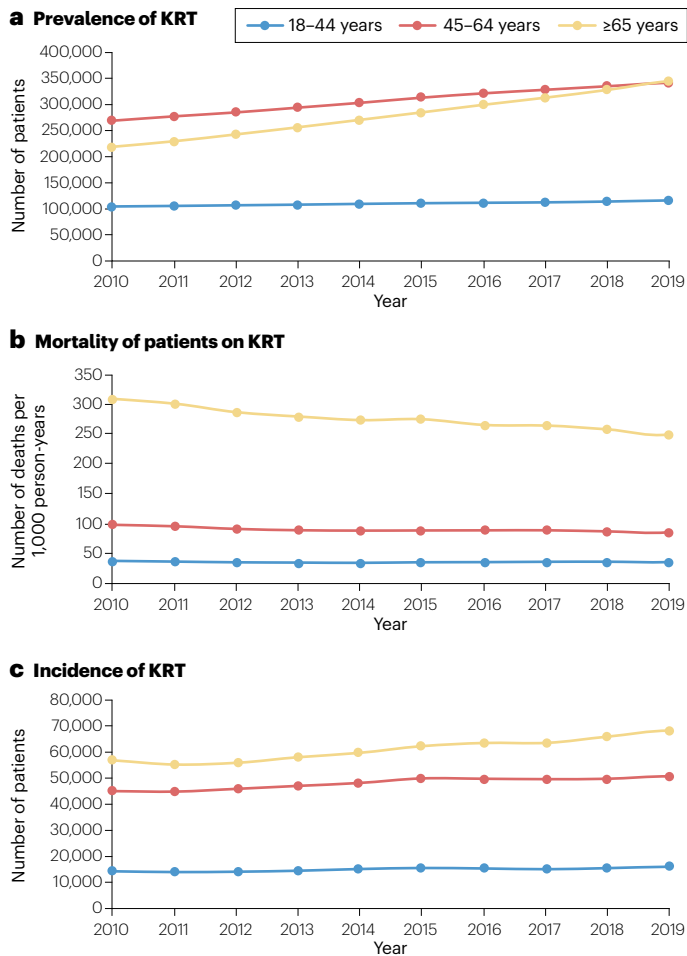 a Prevalence of KRT
18–44 years 45–64 years ≥65 years
Number of patients
400,000
350,000
300,000
250,000
200,000
150,000
100,000
50,000
0
2010 2011 2012 2013 2014 2015 2016 2017 2018 2019
Year
b Mortality of patients on KRT
Number of deaths per
1,000 person-years
350
300
250
200
150
100
50
0
2010 2011 2012 2013 2014 2015 2016 2017 2018 2019
Year
c Incidence of KRT
Number of patients
80,000
70,000
60,000
50,000
40,000
30,000
20,000
10,000
0
2010 2011 2012 2013 2014 2015 2016 2017 2018 2019
Year